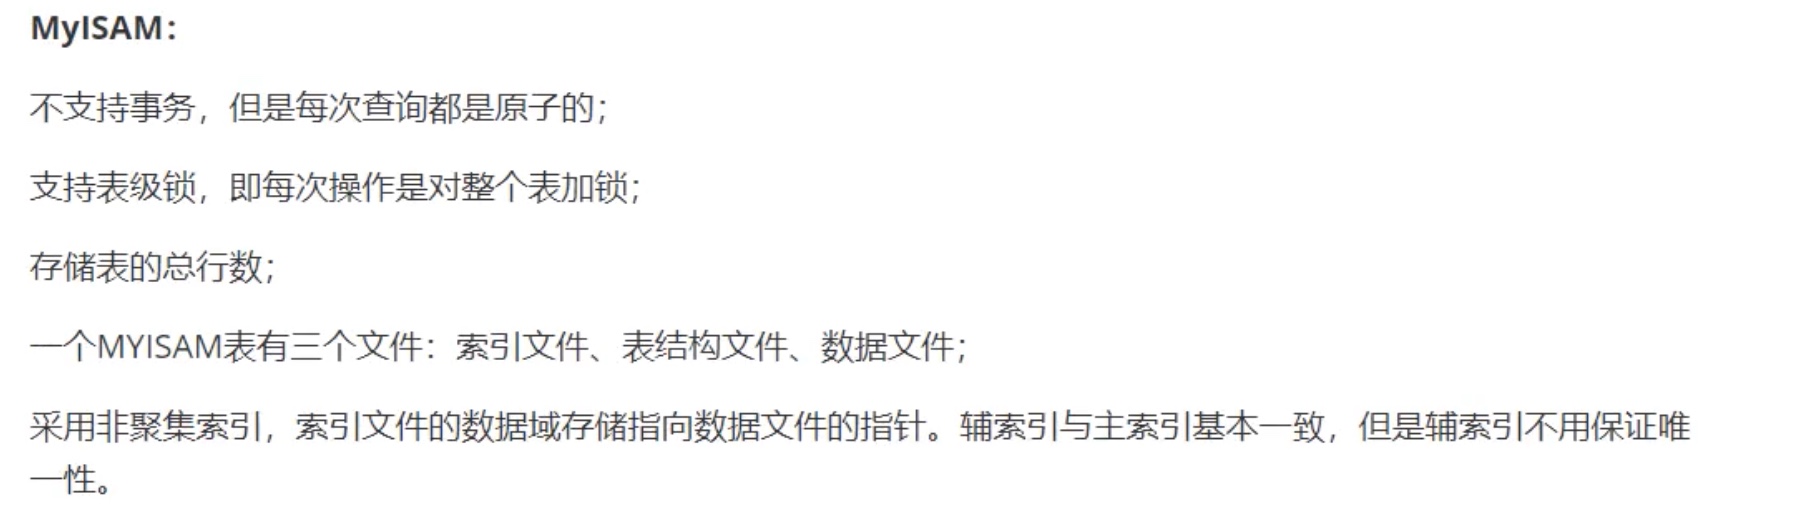 MyISAM：
不支持事务，但是每次查询都是原子的；
支持表级锁，即每次操作是对整个表加锁；
存储表的总行数；
一个MYISAM表有三个文件：索引文件、表结构文件、数据文件；
采用非聚集索引，索引文件的数据域存储指向数据文件的指针。辅索引与主索引基本一致，但是辅索引不用保证唯
一性。